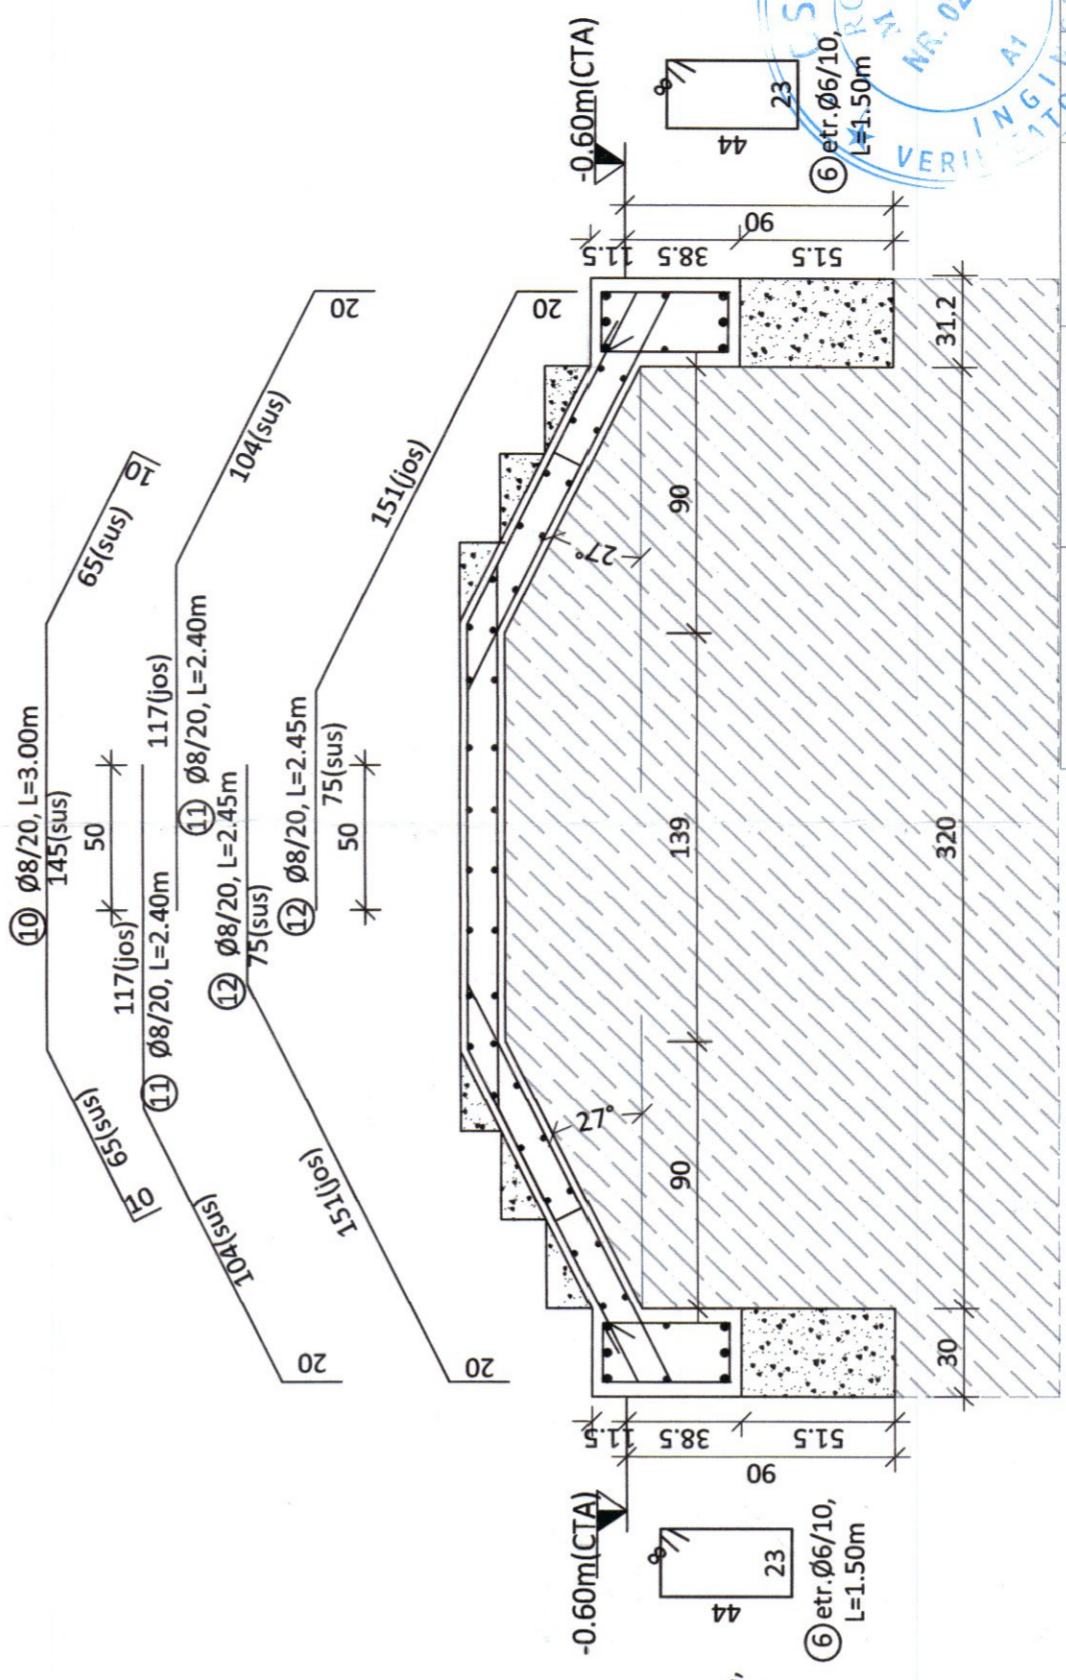 10 Ø8/20, L=3.00m
65(sus)
145(sus)
65(sus)
10
10
50
117(jos)
117(jos)
11 Ø8/20, L=2.40m
11 Ø8/20, L=2.40m
104(sus)
104(sus)
20
20
12 Ø8/20, L=2.45m
75(sus)
151(jos)
20
12 Ø8/20, L=2.45m
75(sus)
151(jos)
20
50
-0.60m(CTA)
-0.60m(CTA)
11.5
38.5
51.5
90
11.5
38.5
51.5
90
8
44
23
6 etr.Ø6/10,
L=1.50m
8
44
23
6 etr.Ø6/10,
L=1.50m
27°
27°
90
139
90
30
320
31.2
NR. 02
A1